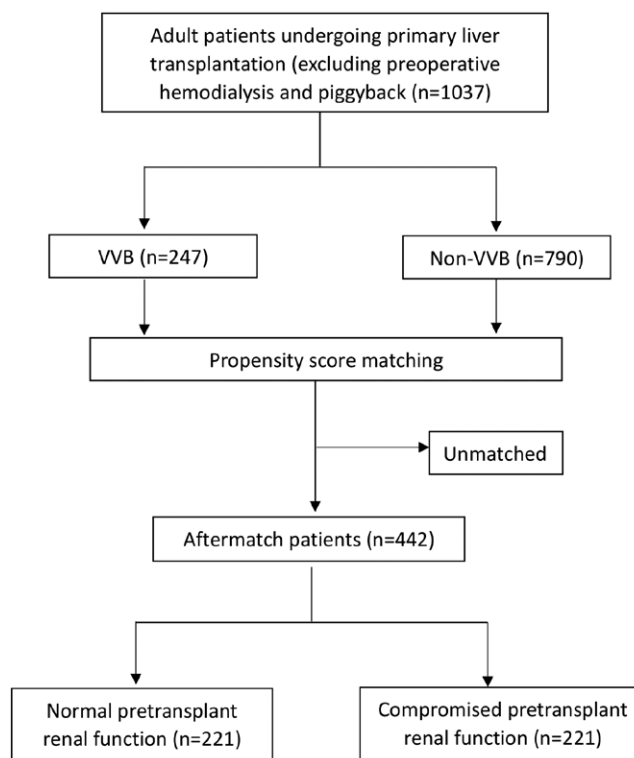 Adult patients undergoing primary liver
transplantation (excluding preoperative
hemodialysis and piggyback (n=1037)
VVB (n=247)
Non-VVB (n=790)
Propensity score matching
Unmatched
Aftermatch patients (n=442)
Normal pretransplant
renal function (n=221)
Compromised pretransplant
renal function (n=221)